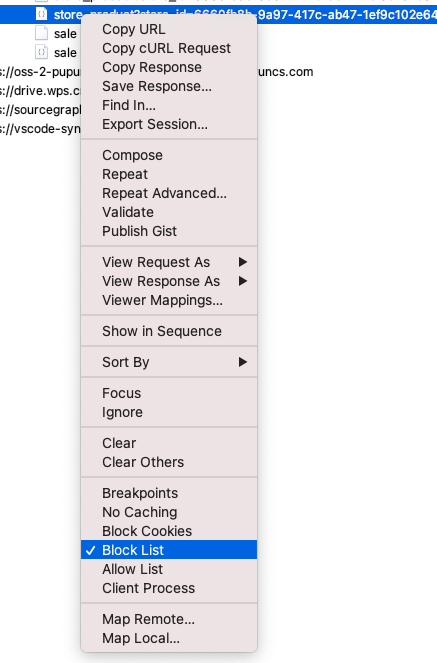 store_product?store_id=6660fb8b-9a97-417c-ab47-1ef9c102e64
sale
sale
s://oss-2-pupu
uncs.com
s://drive.wps.c
s://sourcegrap
s://vscode-syn
Copy URL
Copy cURL Request
Copy Response
Save Response...
Find In...
Export Session...
Compose
Repeat
Repeat Advanced...
Validate
Publish Gist
View Request As
View Response As
Viewer Mappings...
Show in Sequence
Sort By
Focus
Ignore
Clear
Clear Others
Breakpoints
No Caching
Block Cookies
✓ Block List
Allow List
Client Process
Map Remote...
Map Local...